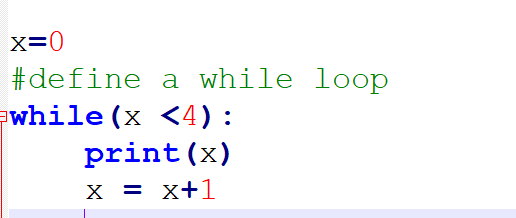 x=0
#define a while loop
while(x <4):
    print(x)
    x = x+1